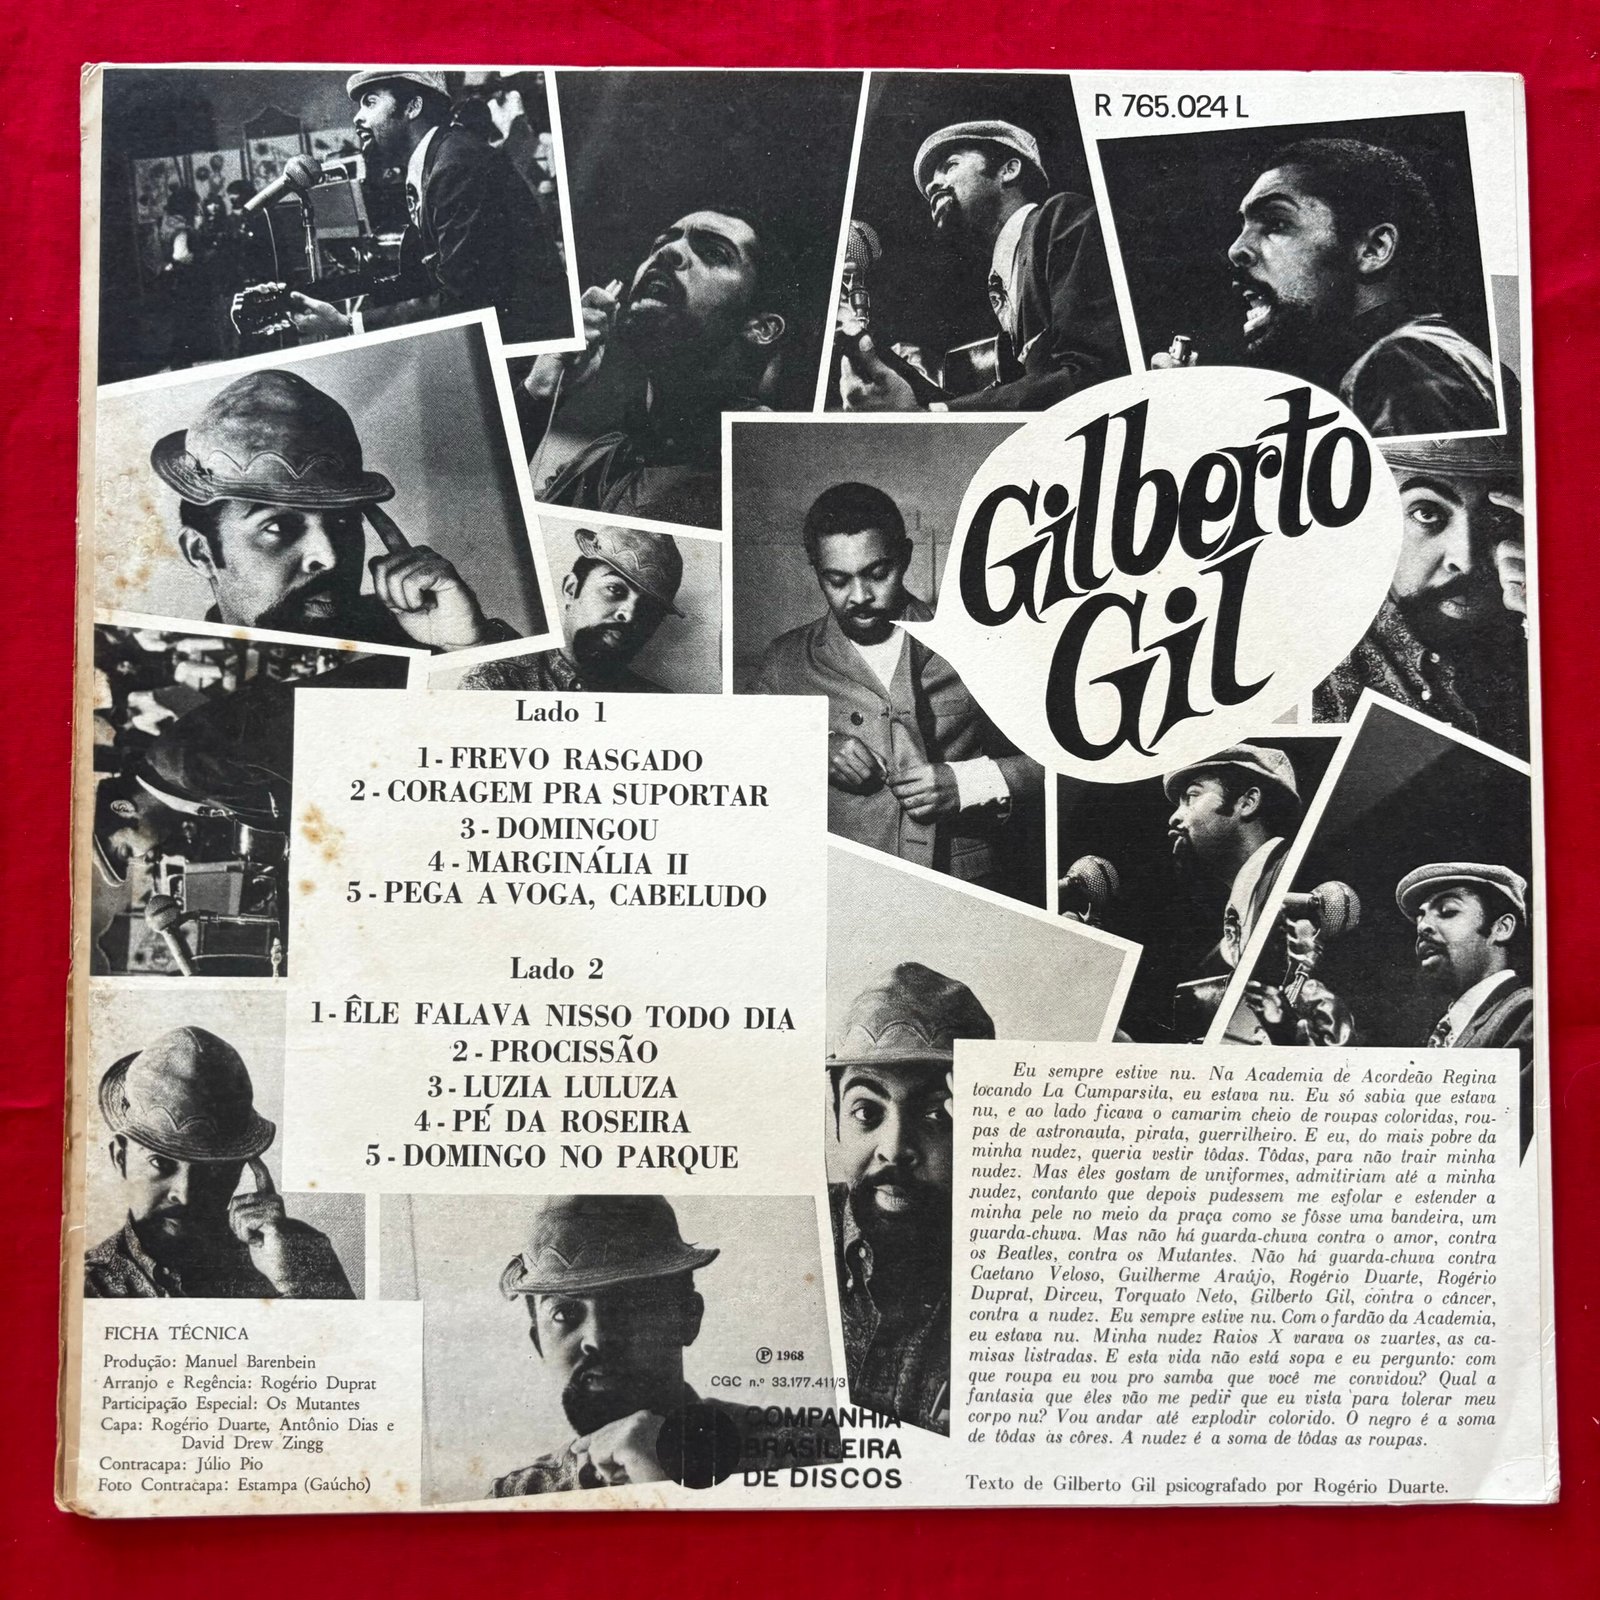 R 765.024 L
Gilberto
Gil
Lado 1
1-FREVO RASGADO
2-CORAGEM PRA SUPORTAR
3-DOMINGOU
4-MARGINÁLIA II
5-PEGA A VOGA, CABELUDO
Lado 2
1-ÊLE FALAVA NISSO TODO DIA
2-PROCISSÃO
3-LUZIA LULUZA
4-PÉ DA ROSEIRA
5-DOMINGO NO PARQUE
Eu sempre estive nu. Na Academia de Acordeão Regina
tocando La Cumparsita, eu estava nu. Eu só sabia que estava
nu, e ao lado ficava o camarim cheio de roupas coloridas, rou-
pas de astronauta, pirata, guerrilheiro. E eu, do mais pobre da
minha nudez, queria vestir tôdas. Tôdas, para não trair minha
nudez. Mas êles gostam de uniformes, admitiriam até a minha
nudez, contanto que depois pudessem me esfolar e estender a
minha pele no meio da praça como se fôsse uma bandeira, um
guarda-chuva. Mas não há guarda-chuva contra o amor, contra
os Beatles, contra os Mutantes. Não há guarda-chuva contra
Caetano Veloso, Guilherme Araújo, Rogério Duarte, Rogério
Duprat, Dirceu, Torquato Neto, Gilberto Gil, contra o câncer,
contra a nudez. Eu sempre estive nu. Com o fardão da Academia,
eu estava nu. Minha nudez Raios X varava os zuartes, as ca-
misas listradas. E esta vida não está sopa e eu pergunto: com
que roupa eu vou pro samba que você me convidou? Qual a
fantasia que êles vão me pedir que eu vista para tolerar meu
corpo nu? Vou andar até explodir colorido. O negro é a soma
de tôdas as côres. A nudez é a soma de tôdas as roupas.
Texto de Gilberto Gil psicografado por Rogério Duarte.
FICHA TÉCNICA
Produção: Manuel Barenbein
Arranjo e Regência: Rogério Duprat
Participação Especial: Os Mutantes
Capa: Rogério Duarte, Antônio Dias e
David Drew Zingg
Contracapa: Júlio Pio
Foto Contracapa: Estampa (Gaúcho)
℗ 1968
CGC n.º 33.177.411/3
COMPANHIA
BRASILEIRA
DE DISCOS